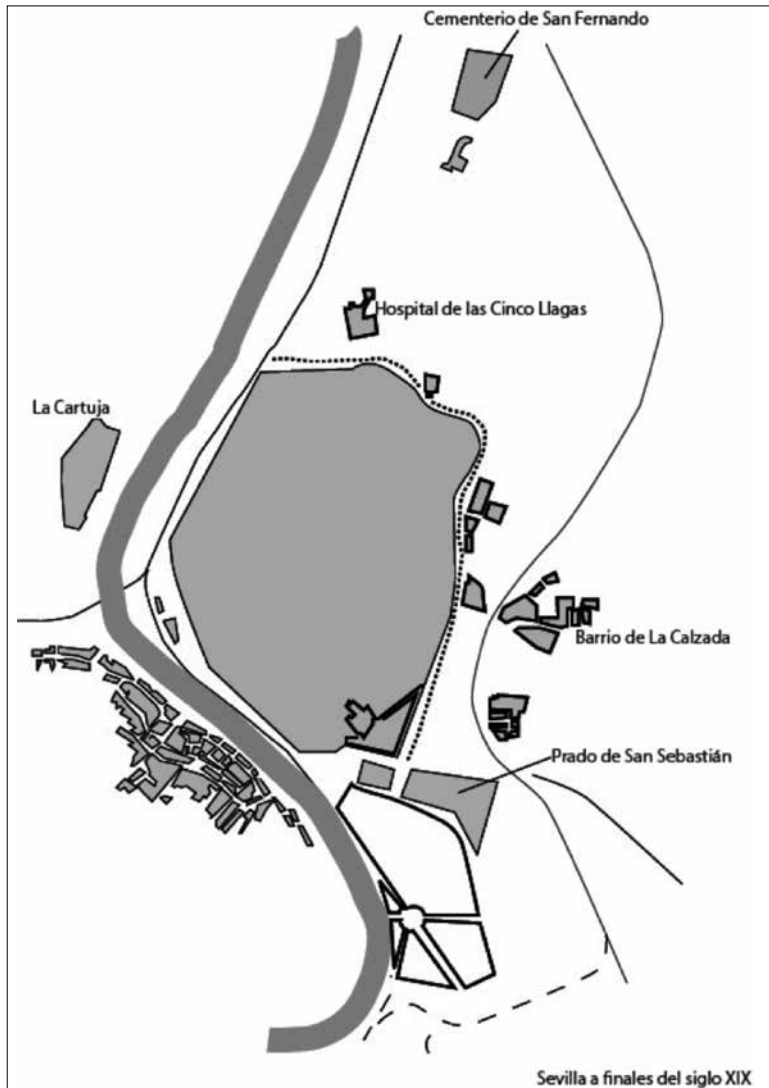 Cementerio de San Fernando
Hospital de las Cinco Llagas
La Cartuja
Barrio de La Calzada
Prado de San Sebastián
Sevilla a finales del siglo XIX